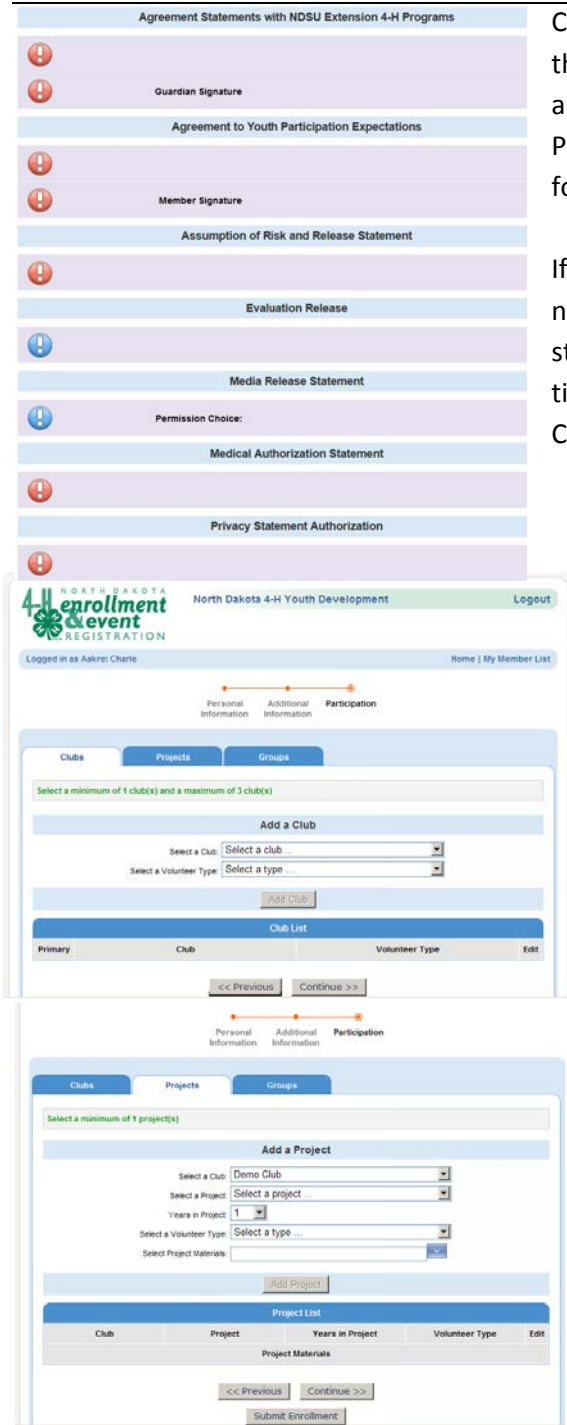 Agreement Statements with NDSU Extension 4-H Programs
Guardian Signature
Agreement to Youth Participation Expectations
Member Signature
Assumption of Risk and Release Statement
Evaluation Release
Media Release Statement
Permission Choice:
Medical Authorization Statement
Privacy Statement Authorization
If
NORTH DAKOTA
4-H enrollment
& event
REGISTRATION
North Dakota 4-H Youth Development
Logout
Logged in as Aakre: Charle
Home | My Member List
Personal Information
Additional Information
Participation
Clubs Projects Groups
Select a minimum of 1 club(s) and a maximum of 3 club(s)
Add a Club
Select a Club: Select a club ...
Select a Volunteer Type: Select a type ...
Add Club
Club List
Primary Club Volunteer Type Edit
<< Previous Continue >>
Personal Information
Additional Information
Participation
Clubs Projects Groups
Select a minimum of 1 project(s)
Add a Project
Select a Club: Demo Club
Select a Project: Select a project ...
Years in Project: 1
Select a Volunteer Type: Select a type ...
Select Project Materials:
Add Project
Project List
Club Project Years in Project Volunteer Type Edit
Project Materials
<< Previous Continue >>
Submit Enrollment